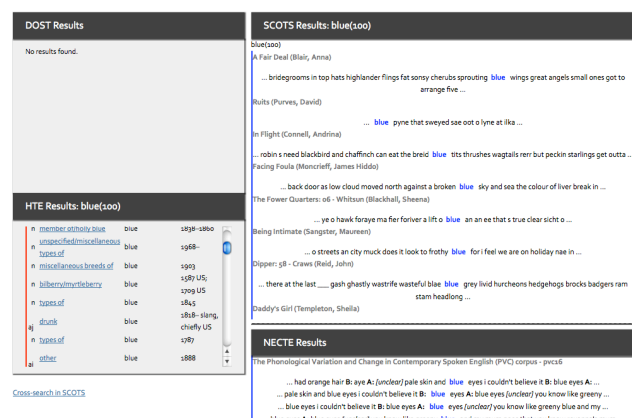 DOST Results
No results found.
HTE Results: blue(100)
n member of/holly blue blue 1838–1860
n unspecified/miscellaneous types of blue 1968–
n miscellaneous breeds of blue 1903
n bilberry/myrtleberry blue 1587 US; 1709 US
n types of blue 1845
aj drunk blue 1818– slang, chiefly US
n types of blue 1787
aj other blue 1888
Cross-search in SCOTS
SCOTS Results: blue(100)
blue(100)
A Fair Deal (Blair, Anna)
... bridegrooms in top hats highlander flings fat sonsy cherubs sprouting blue wings great angels small ones got to
arrange five ...
Ruits (Purves, David)
... blue pyne that sweyed sae oot o lyne at ilka ...
In Flight (Connell, Andrina)
... robin s need blackbird and chaffinch can eat the breid blue tits thrushes wagtails rerr but peckin starlings get outta ...
Facing Foula (Moncrieff, James Hiddo)
... back door as low cloud moved north against a broken blue sky and sea the colour of liver break in ...
The Fower Quarters: 06 - Whitsun (Blackhall, Sheena)
... ye o hawk foraye ma fier foriver a lift o blue an an ee that s true clear sicht o ...
Being Intimate (Sangster, Maureen)
... o streets an city muck does it look to frothy blue for i feel we are on holiday nae in ...
Dipper: 58 - Craws (Reid, John)
... there at the last ___ gash ghastly wastrife wasteful blae blue grey livid hurcheons hedgehogs brocks badgers ram
stam headlong ...
Daddy's Girl (Templeton, Sheila)
NECTE Results
The Phonological Variation and Change in Contemporary Spoken English (PVC) corpus - pvc16
... had orange hair B: aye A: [unclear] pale skin and blue eyes i couldn't believe it B: blue eyes A: ...
... pale skin and blue eyes i couldn't believe it B: blue eyes A: blue eyes [unclear] you know like greeny ...
... blue eyes i couldn't believe it B: blue eyes A: blue eyes [unclear] you know like greeny blue and my ...